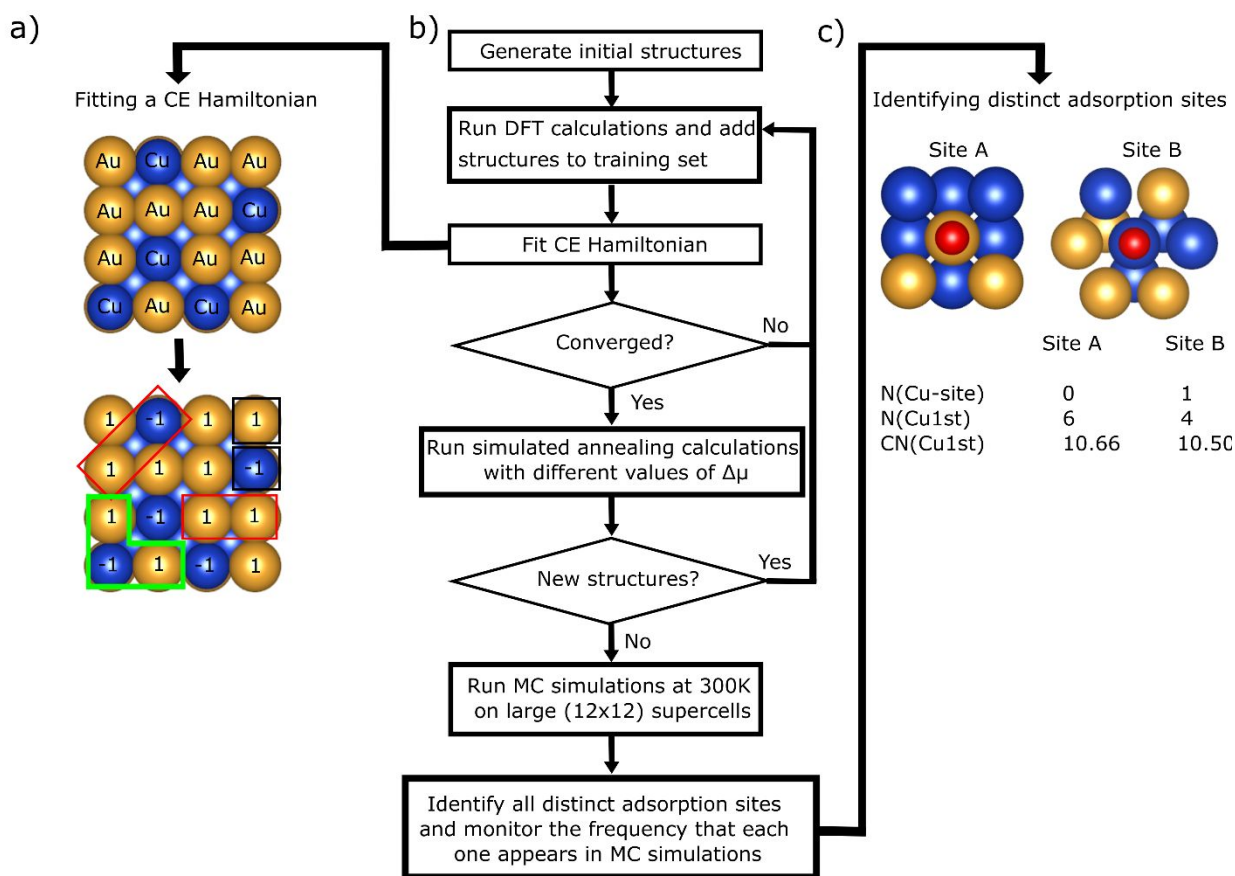 a)
Fitting a CE Hamiltonian
Au Cu Au Au
Au Au Au Cu
Au Cu Au Au
Cu Au Cu Au
1 -1 1 1
1 1 1 -1
1 -1 1 1
-1 1 -1 1
b)
Generate initial structures
Run DFT calculations and add
structures to training set
Fit CE Hamiltonian
Converged?
No
Yes
Run simulated annealing calculations
with different values of Δμ
New structures?
Yes
No
Run MC simulations at 300K
on large (12x12) supercells
Identify all distinct adsorption sites
and monitor the frequency that each
one appears in MC simulations
c)
Identifying distinct adsorption sites
Site A Site B
Site A Site B
N(Cu-site) 0 1
N(Cu1st) 6 4
CN(Cu1st) 10.66 10.50